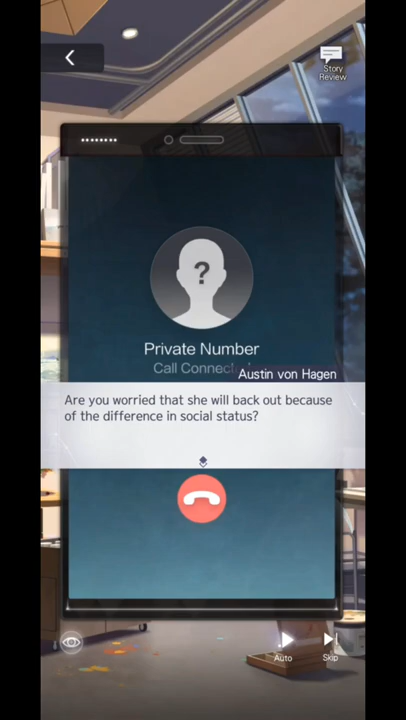 Story
Review
?
Private Number
Call Connec
Austin von Hagen
Are you worried that she will back out because
of the difference in social status?
Auto
Skip